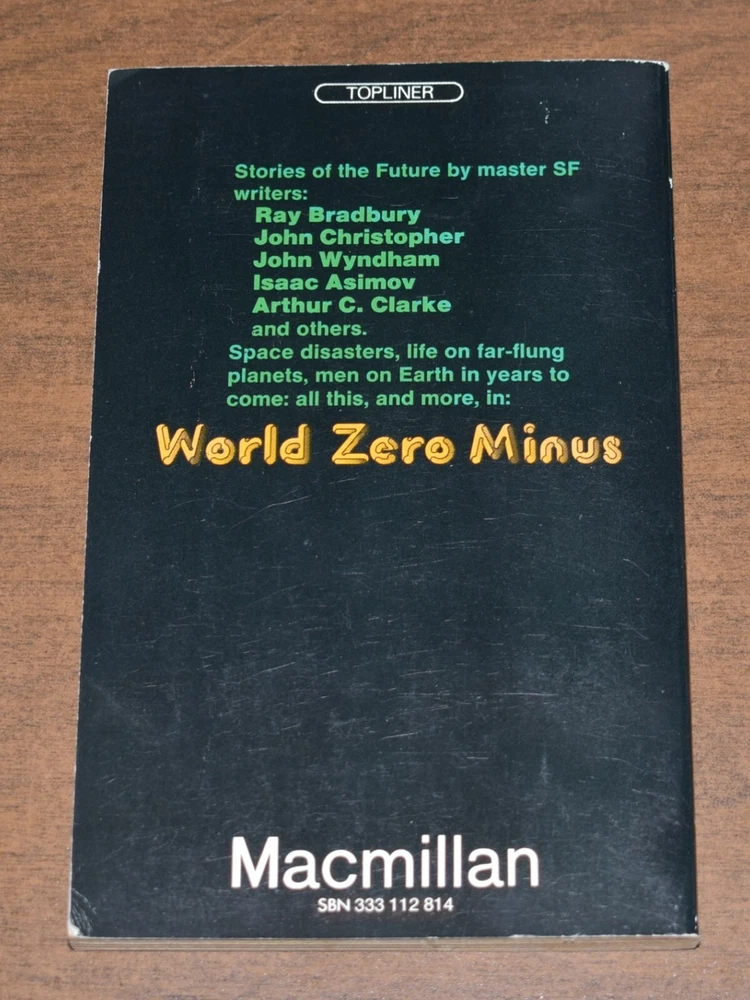 TOPLINER
Stories of the Future by master SF
writers:
Ray Bradbury
John Christopher
John Wyndham
Isaac Asimov
Arthur C. Clarke
and others.
Space disasters, life on far-flung
planets, men on Earth in years to
come: all this, and more, in:
World Zero Minus
Macmillan
SBN 333 112 814